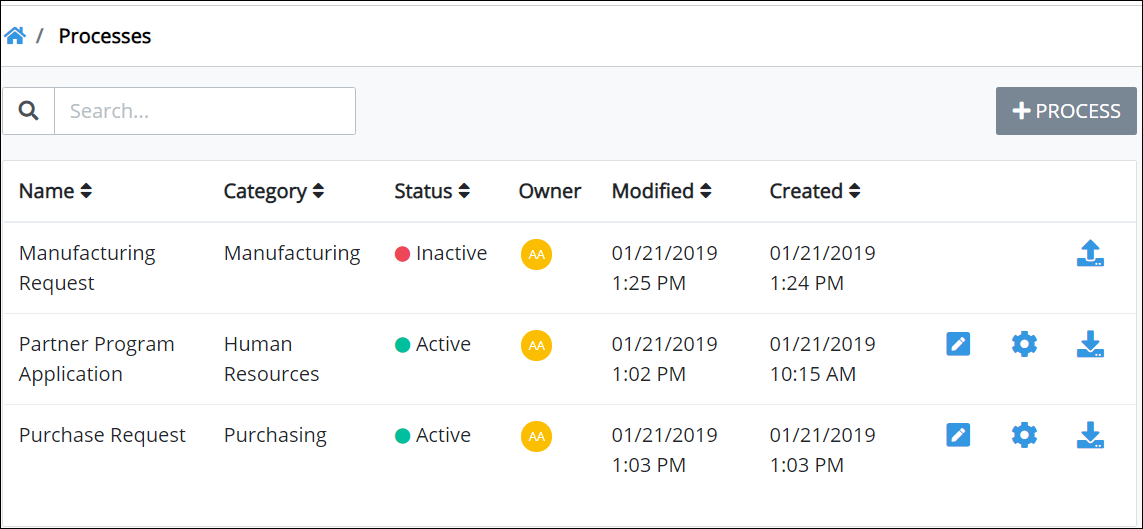 / Processes
Search...
PROCESS
Name Category Status Owner Modified Created
Manufacturing Manufacturing Inactive AA 01/21/2019 01/21/2019
Request 1:25 PM 1:24 PM
Partner Program Human Active AA 01/21/2019 01/21/2019
Application Resources 1:02 PM 10:15 AM
Purchase Request Purchasing Active AA 01/21/2019 01/21/2019
1:03 PM 1:03 PM